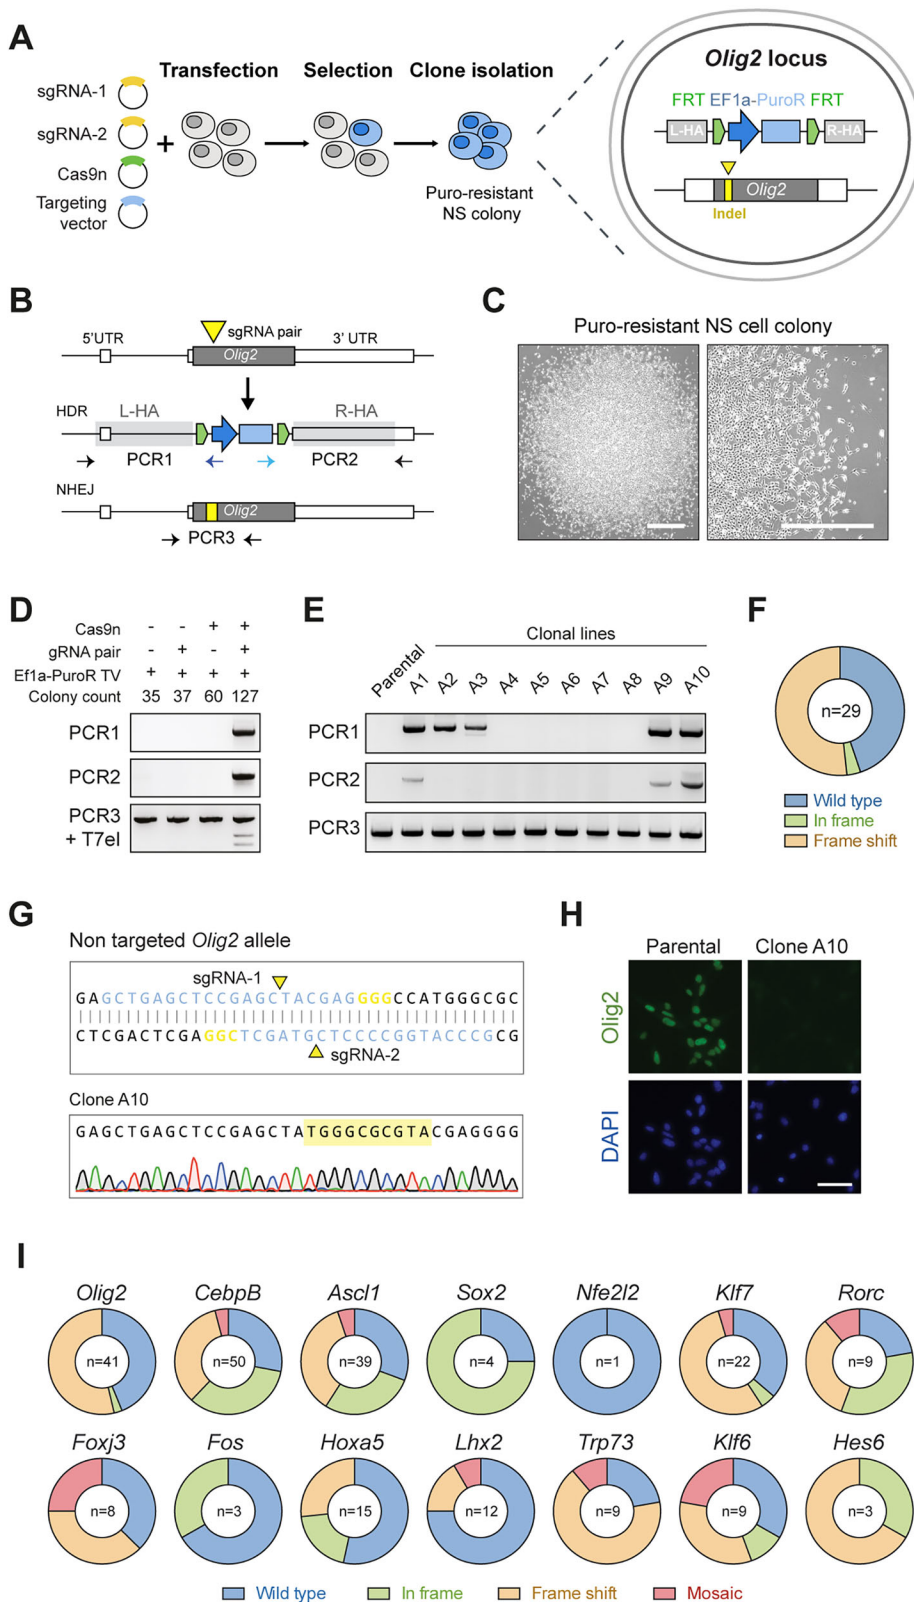 A
sgRNA-1
sgRNA-2
Cas9n
Targeting
vector
+
Transfection
Selection
Clone isolation
Puro-resistant
NS colony
Olig2 locus
FRT EF1a-PuroR FRT
L-HA
R-HA
Olig2
Indel
B
5'UTR
sgRNA pair
3' UTR
Olig2
HDR
L-HA
R-HA
PCR1
PCR2
NHEJ
Olig2
PCR3
C
Puro-resistant NS cell colony
D
Cas9n - - + +
gRNA pair - + - +
Ef1a-PuroR TV + + + +
Colony count 35 37 60 127
PCR1
PCR2
PCR3
+ T7eI
E
Clonal lines
Parental A1 A2 A3 A4 A5 A6 A7 A8 A9 A10
PCR1
PCR2
PCR3
F
n=29
Wild type
In frame
Frame shift
G
Non targeted Olig2 allele
sgRNA-1
GAGCTGAGCTCCGAGCTACGAGGGGCCATGGGCGC
CTCGACTCGAGGCTCGATGCTCCCCGGTACCCGCG
sgRNA-2
Clone A10
GAGCTGAGCTCCGAGCTATGGGCGCGTACGAGGGG
H
Parental Clone A10
Olig2
DAPI
I
Olig2 CebpB Ascl1 Sox2 Nfe2l2 Klf7 Rorc
n=41 n=50 n=39 n=4 n=1 n=22 n=9
Foxj3 Fos Hoxa5 Lhx2 Trp73 Klf6 Hes6
n=8 n=3 n=15 n=12 n=9 n=9 n=3
Wild type In frame Frame shift Mosaic